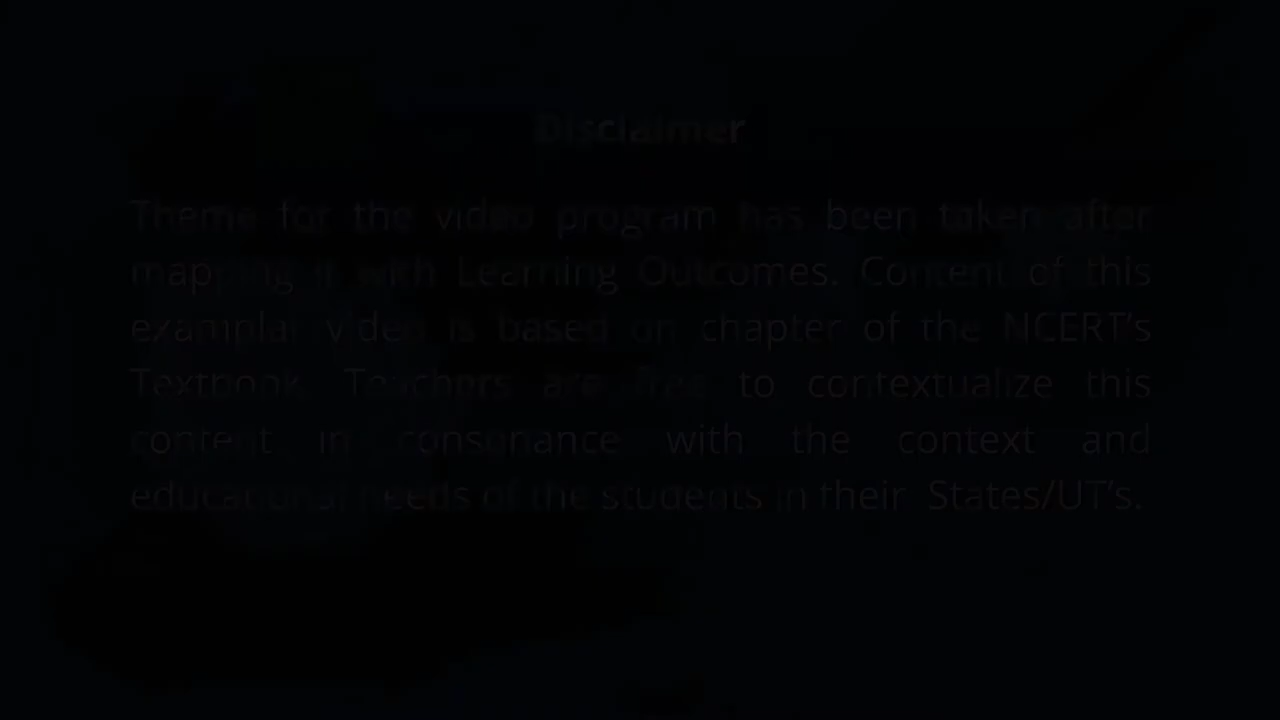 Disclaimer
Theme for the video program has been taken after
mapping it with Learning Outcomes. Content of this
examplar video is based on chapter of the NCERT's
Textbook. Teachers are free to contextualize this
content in consonance with the context and
educational needs of the students in their States/UT's.